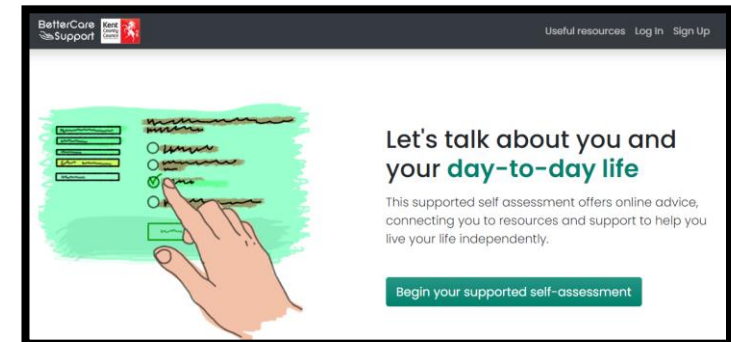 BetterCare
Support
Kent
County
Council
Useful resources Log In Sign Up
Let's talk about you and
your day-to-day life
This supported self assessment offers online advice,
connecting you to resources and support to help you
live your life independently.
Begin your supported self-assessment